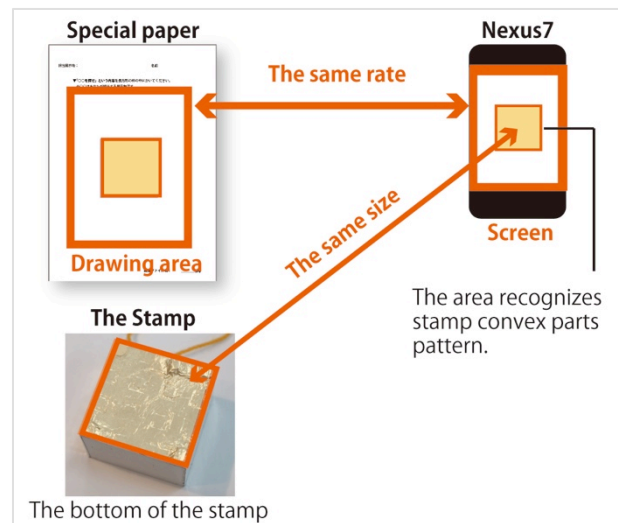 Special paper
Nexus7
The same rate
Drawing area
The same size
Screen
The Stamp
The area recognizes
stamp convex parts
pattern.
The bottom of the stamp